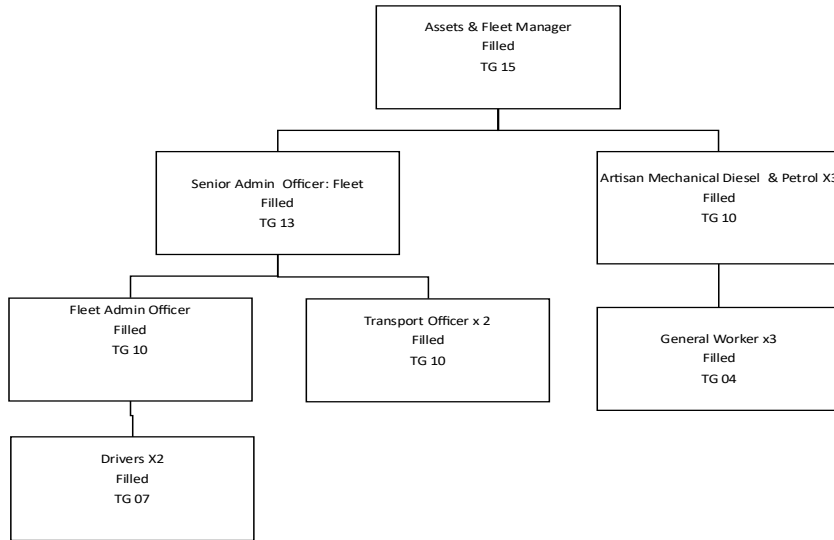 Assets & Fleet Manager
Filled
TG 15
Senior Admin Officer: Fleet
Filled
TG 13
Artisan Mechanical Diesel & Petrol X3
Filled
TG 10
Fleet Admin Officer
Filled
TG 10
Transport Officer x 2
Filled
TG 10
General Worker x3
Filled
TG 04
Drivers X2
Filled
TG 07